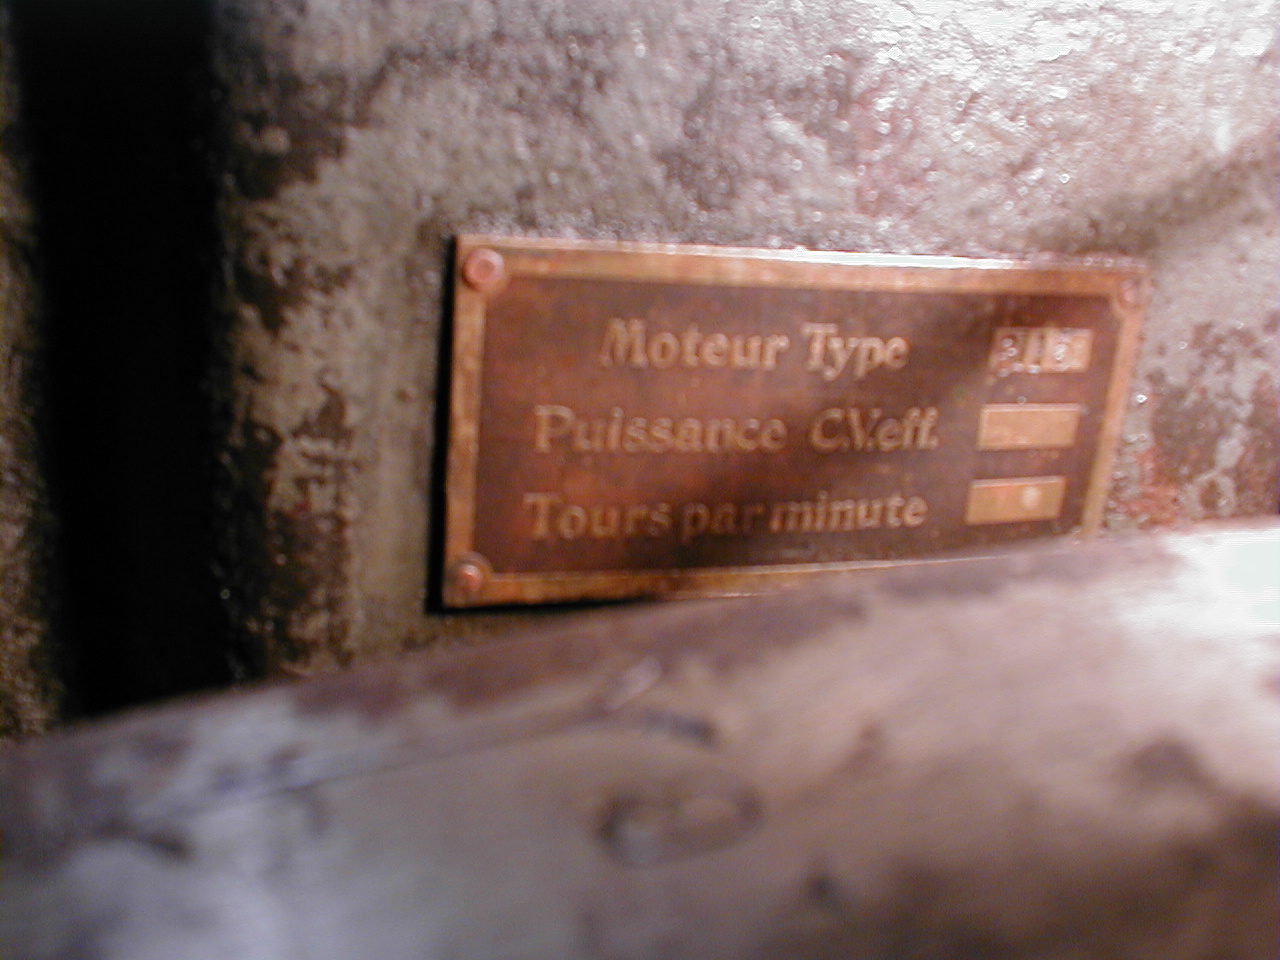 Moteur Type
Puissance C.V.eff.
Tours par minute